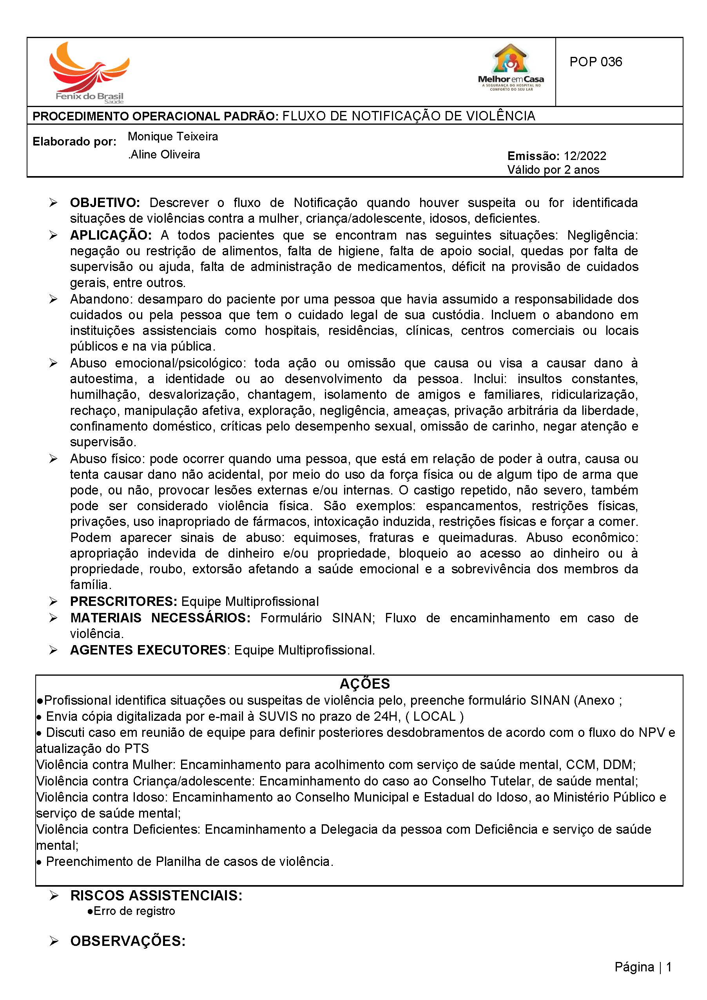 Fenix do Brasil
Saúde
Melhor em Casa
A SEGURANÇA DO HOSPITAL NO
CONFORTO DO SEU LAR
POP 036
PROCEDIMENTO OPERACIONAL PADRÃO: FLUXO DE NOTIFICAÇÃO DE VIOLÊNCIA
Elaborado por: Monique Teixeira
.Aline Oliveira
Emissão: 12/2022
Válido por 2 anos
➢ OBJETIVO: Descrever o fluxo de Notificação quando houver suspeita ou for identificada
situações de violências contra a mulher, criança/adolescente, idosos, deficientes.
➢ APLICAÇÃO: A todos pacientes que se encontram nas seguintes situações: Negligência:
negação ou restrição de alimentos, falta de higiene, falta de apoio social, quedas por falta de
supervisão ou ajuda, falta de administração de medicamentos, déficit na provisão de cuidados
gerais, entre outros.
➢ Abandono: desamparo do paciente por uma pessoa que havia assumido a responsabilidade dos
cuidados ou pela pessoa que tem o cuidado legal de sua custódia. Incluem o abandono em
instituições assistenciais como hospitais, residências, clínicas, centros comerciais ou locais
públicos e na via pública.
➢ Abuso emocional/psicológico: toda ação ou omissão que causa ou visa a causar dano à
autoestima, a identidade ou ao desenvolvimento da pessoa. Inclui: insultos constantes,
humilhação, desvalorização, chantagem, isolamento de amigos e familiares, ridicularização,
rechaço, manipulação afetiva, exploração, negligência, ameaças, privação arbitrária da liberdade,
confinamento doméstico, críticas pelo desempenho sexual, omissão de carinho, negar atenção e
supervisão.
➢ Abuso físico: pode ocorrer quando uma pessoa, que está em relação de poder à outra, causa ou
tenta causar dano não acidental, por meio do uso da força física ou de algum tipo de arma que
pode, ou não, provocar lesões externas e/ou internas. O castigo repetido, não severo, também
pode ser considerado violência física. São exemplos: espancamentos, restrições físicas,
privações, uso inapropriado de fármacos, intoxicação induzida, restrições físicas e forçar a comer.
Podem aparecer sinais de abuso: equimoses, fraturas e queimaduras. Abuso econômico:
apropriação indevida de dinheiro e/ou propriedade, bloqueio ao acesso ao dinheiro ou à
propriedade, roubo, extorsão afetando a saúde emocional e a sobrevivência dos membros da
família.
➢ PRESCRITORES: Equipe Multiprofissional
➢ MATERIAIS NECESSÁRIOS: Formulário SINAN; Fluxo de encaminhamento em caso de
violência.
➢ AGENTES EXECUTORES: Equipe Multiprofissional.
AÇÕES
●Profissional identifica situações ou suspeitas de violência pelo, preenche formulário SINAN (Anexo ;
● Envia cópia digitalizada por e-mail à SUVIS no prazo de 24H, ( LOCAL )
● Discuti caso em reunião de equipe para definir posteriores desdobramentos de acordo com o fluxo do NPV e
atualização do PTS
Violência contra Mulher: Encaminhamento para acolhimento com serviço de saúde mental, CCM, DDM;
Violência contra Criança/adolescente: Encaminhamento do caso ao Conselho Tutelar, de saúde mental;
Violência contra Idoso: Encaminhamento ao Conselho Municipal e Estadual do Idoso, ao Ministério Público e
serviço de saúde mental;
Violência contra Deficientes: Encaminhamento a Delegacia da pessoa com Deficiência e serviço de saúde
mental;
● Preenchimento de Planilha de casos de violência.
➢ RISCOS ASSISTENCIAIS:
●Erro de registro
➢ OBSERVAÇÕES:
Página | 1